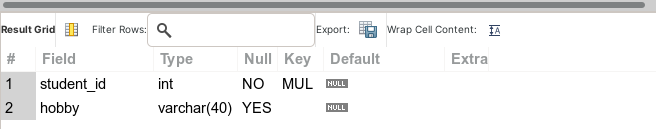 Result Grid Filter Rows: Export: Wrap Cell Content: IA
# Field Type Null Key Default Extra
1 student_id int NO MUL NULL
2 hobby varchar(40) YES NULL